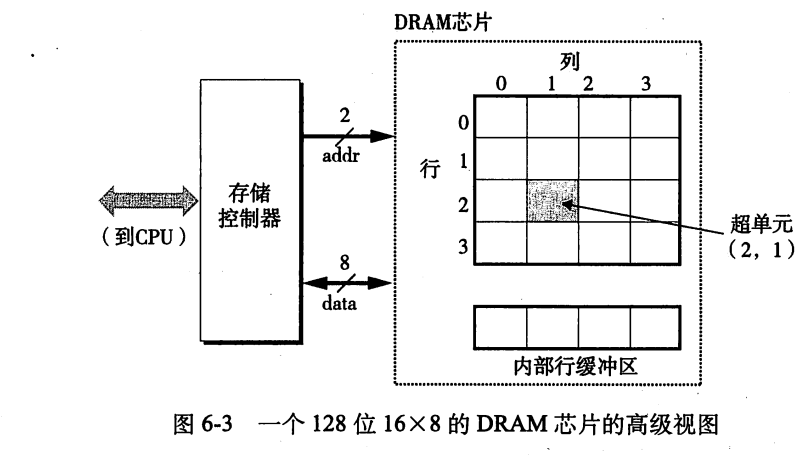 DRAM芯片
列
0 1 2 3
0
1
行
2
3
2
addr
存储
控制器
(到CPU)
8
data
超单元
(2, 1)
内部行缓冲区
图 6-3 一个 128 位 16×8 的 DRAM 芯片的高级视图